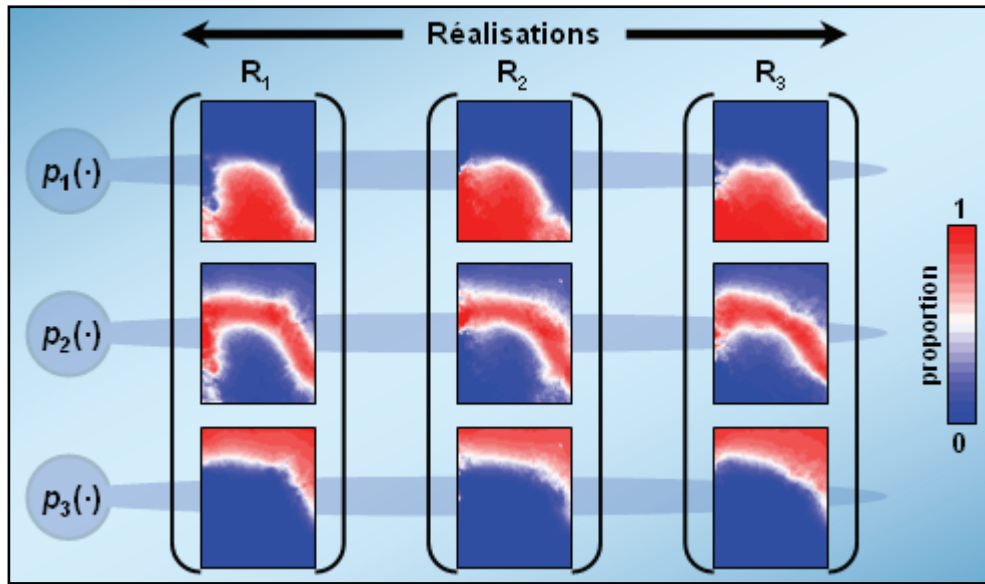 Réalisations
R₁ R₂ R₃
p₁(·)
p₂(·)
p₃(·)
1
proportion
0